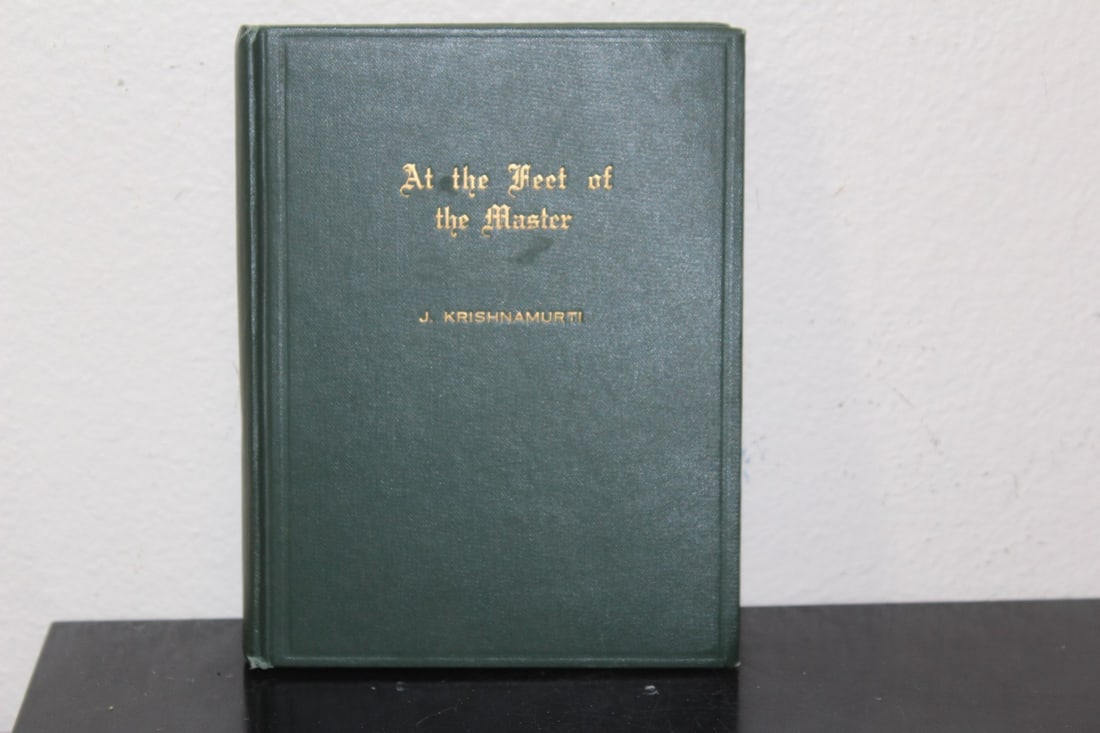 At the Feet of
the Master
J. KRISHNAMURTI